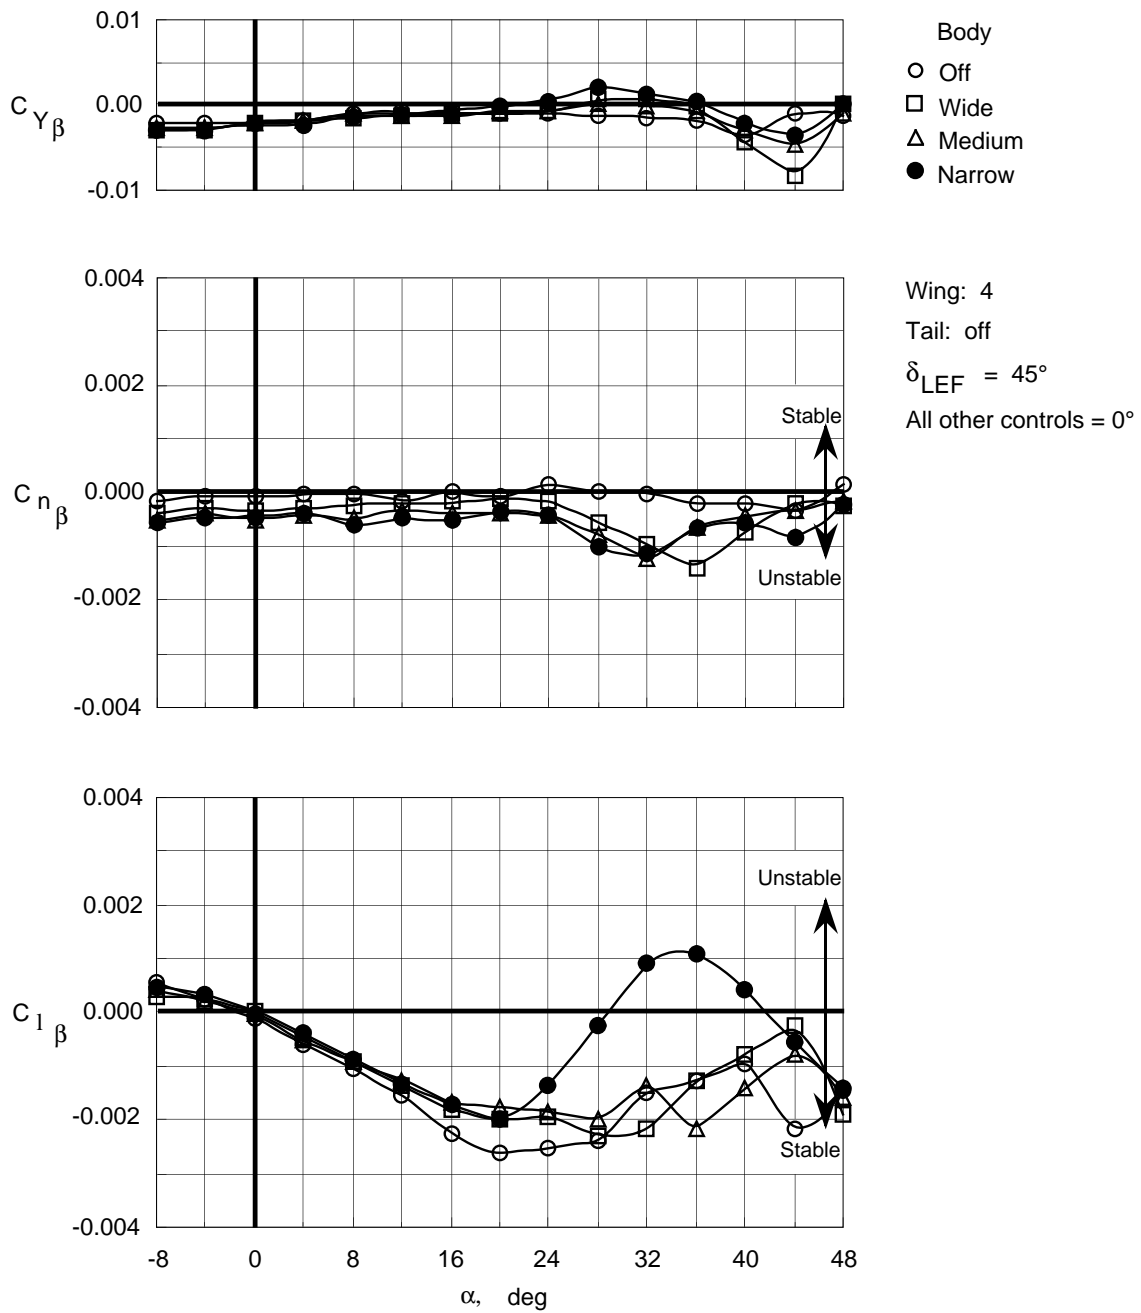 Body
Off
Wide
Medium
Narrow
0.01
0.00
-0.01
C Y β
Wing: 4
Tail: off
δ LEF = 45°
All other controls = 0°
0.004
0.002
0.000
-0.002
-0.004
C n β
Stable
Unstable
0.004
0.002
0.000
-0.002
-0.004
C l β
Unstable
Stable
-8 0 8 16 24 32 40 48
α, deg